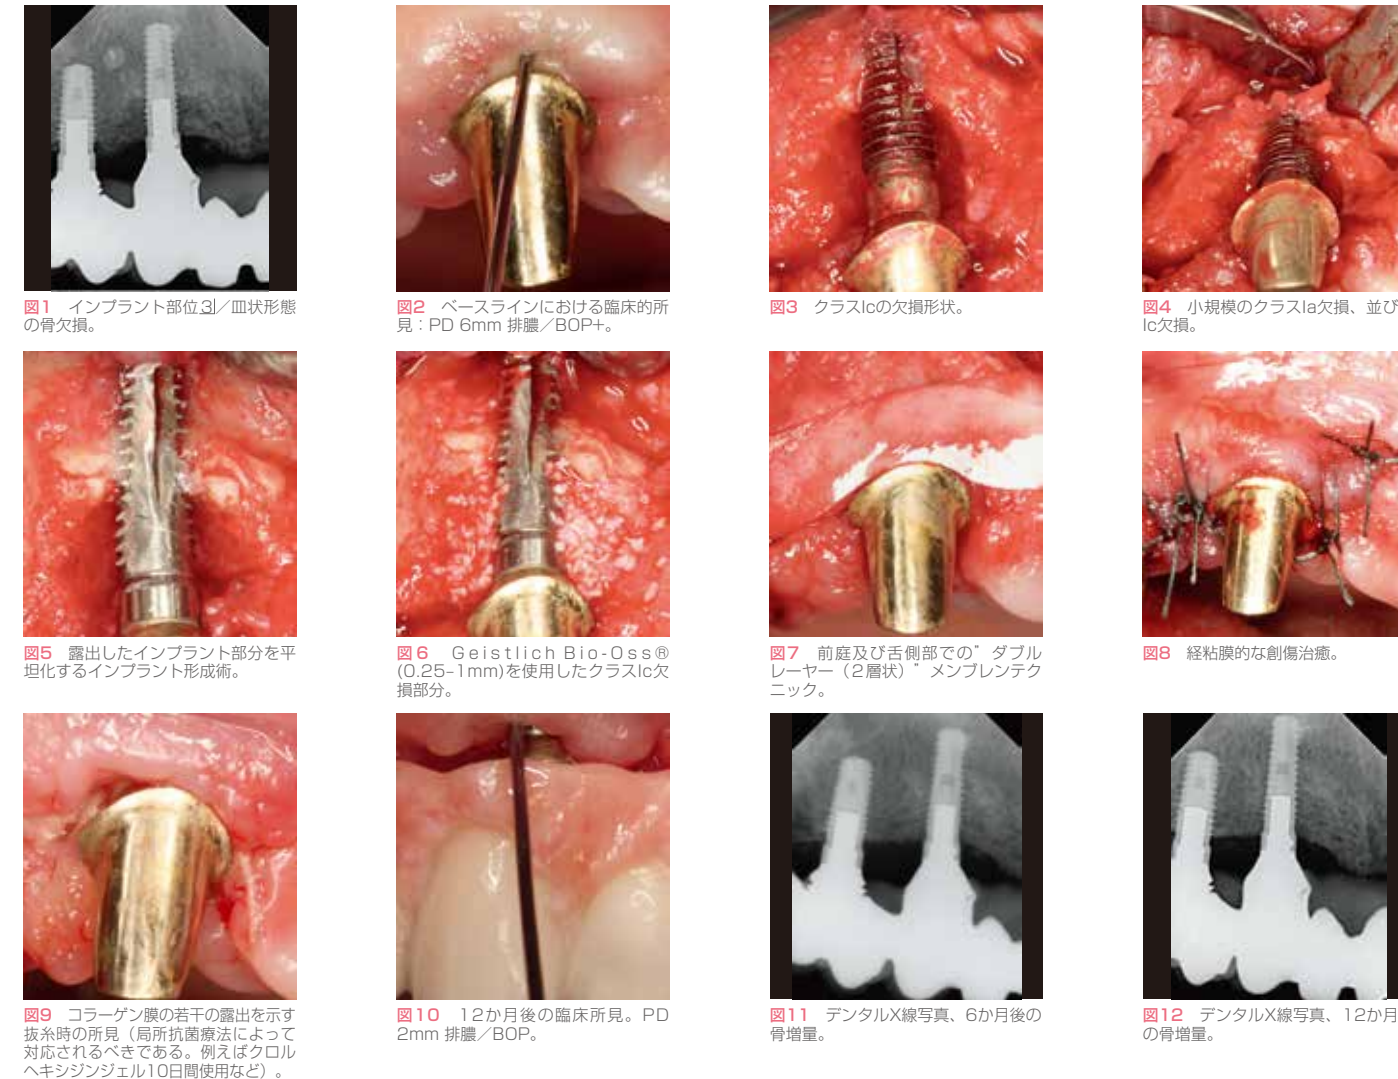 図1 インプラント部位3|／皿状形態
の骨欠損。
図2 ベースラインにおける臨床的所
見：PD 6mm 排膿／BOP+。
図3 クラスIcの欠損形状。
図4 小規模のクラスIa欠損、並び
Ic欠損。
図5 露出したインプラント部分を平
坦化するインプラント形成術。
図6 Geistlich Bio-Oss®
(0.25–1mm)を使用したクラスIc欠
損部分。
図7 前庭及び舌側部での”ダブル
レーヤー（2層状）”メンブレンテク
ニック。
図8 経粘膜的な創傷治癒。
図9 コラーゲン膜の若干の露出を示す
抜糸時の所見（局所抗菌療法によって
対応されるべきである。例えばクロル
ヘキシジンジェル10日間使用など）。
図10 12か月後の臨床所見。PD
2mm 排膿／BOP。
図11 デンタルX線写真、6か月後の
骨増量。
図12 デンタルX線写真、12か月
の骨増量。